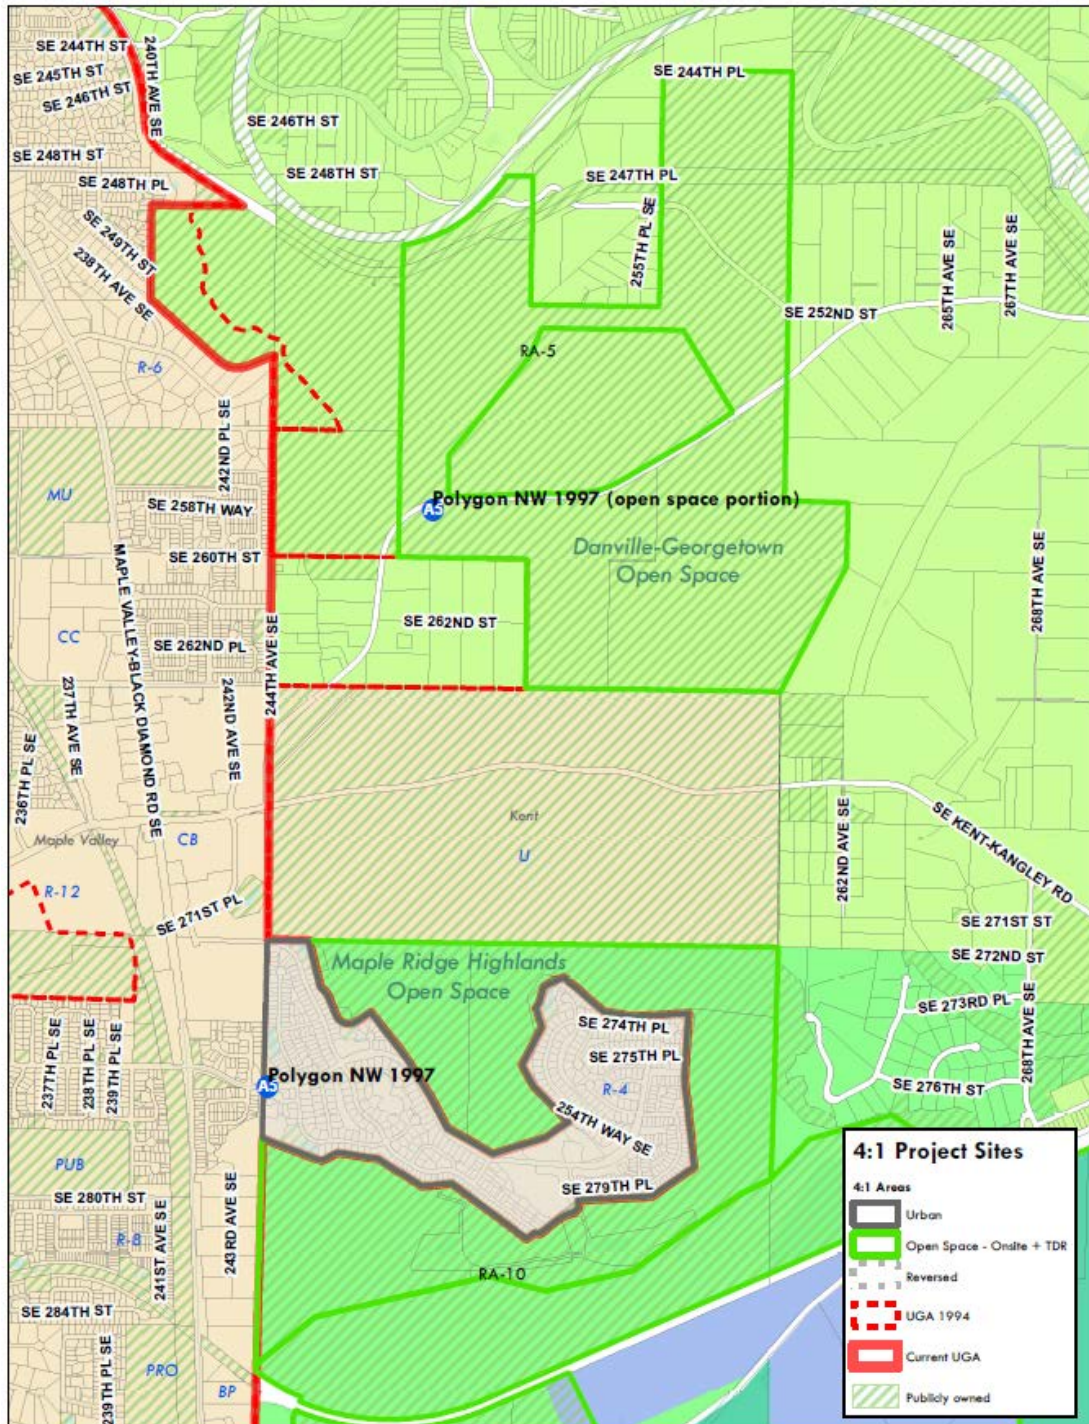 SE 244TH ST
240TH AVE SE
SE 244TH PL
SE 245TH ST
SE 246TH ST
SE 246TH ST
SE 248TH ST
SE 248TH ST
SE 247TH PL
SE 248TH PL
SE 249TH ST
255TH PL SE
265TH AVE SE
267TH AVE SE
238TH AVE SE
SE 252ND ST
RA-5
R-6
242ND PL SE
MU
SE 258TH WAY
A5
Polygon NW 1997 (open space portion)
Danville-Georgetown
Open Space
SE 260TH ST
MAPLE VALLEY-BLACK DIAMOND RD SE
268TH AVE SE
CC
SE 262ND PL
244TH AVE SE
SE 262ND ST
237TH AVE SE
242ND AVE SE
236TH PL SE
Maple Valley
CB
Kent
U
262ND AVE SE
SE KENT-KANGLEY RD
R-12
SE 271ST PL
SE 271ST ST
SE 272ND ST
Maple Ridge Highlands
Open Space
SE 273RD PL
268TH AVE SE
237TH PL SE
238TH PL SE
239TH PL SE
SE 274TH PL
SE 275TH PL
A5
Polygon NW 1997
R-4
SE 276TH ST
254TH WAY SE
PUB
SE 279TH PL
SE 280TH ST
R-8
241ST AVE SE
243RD AVE SE
RA-10
SE 284TH ST
239TH PL SE
PRO
BP
4:1 Project Sites
4:1 Areas
Urban
Open Space - Onsite + TDR
Reversed
UGA 1994
Current UGA
Publicly owned